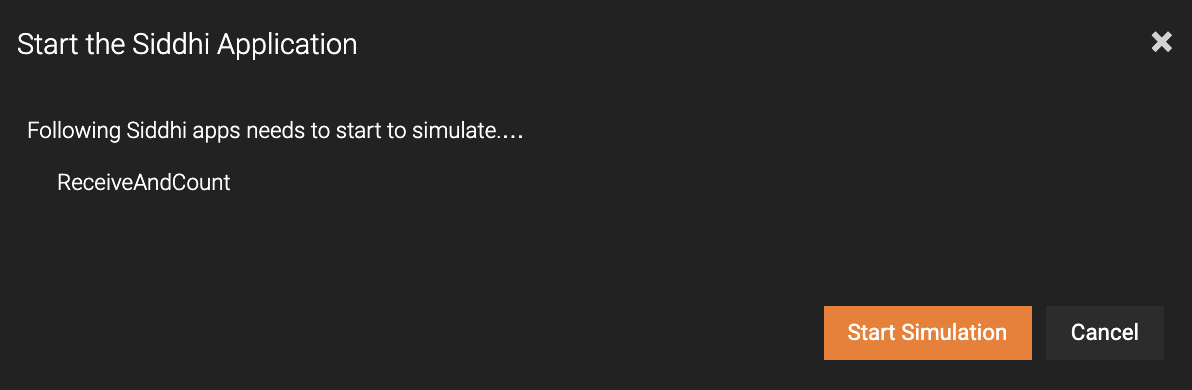 Start the Siddhi Application
Following Siddhi apps needs to start to simulate....
ReceiveAndCount
Start Simulation
Cancel